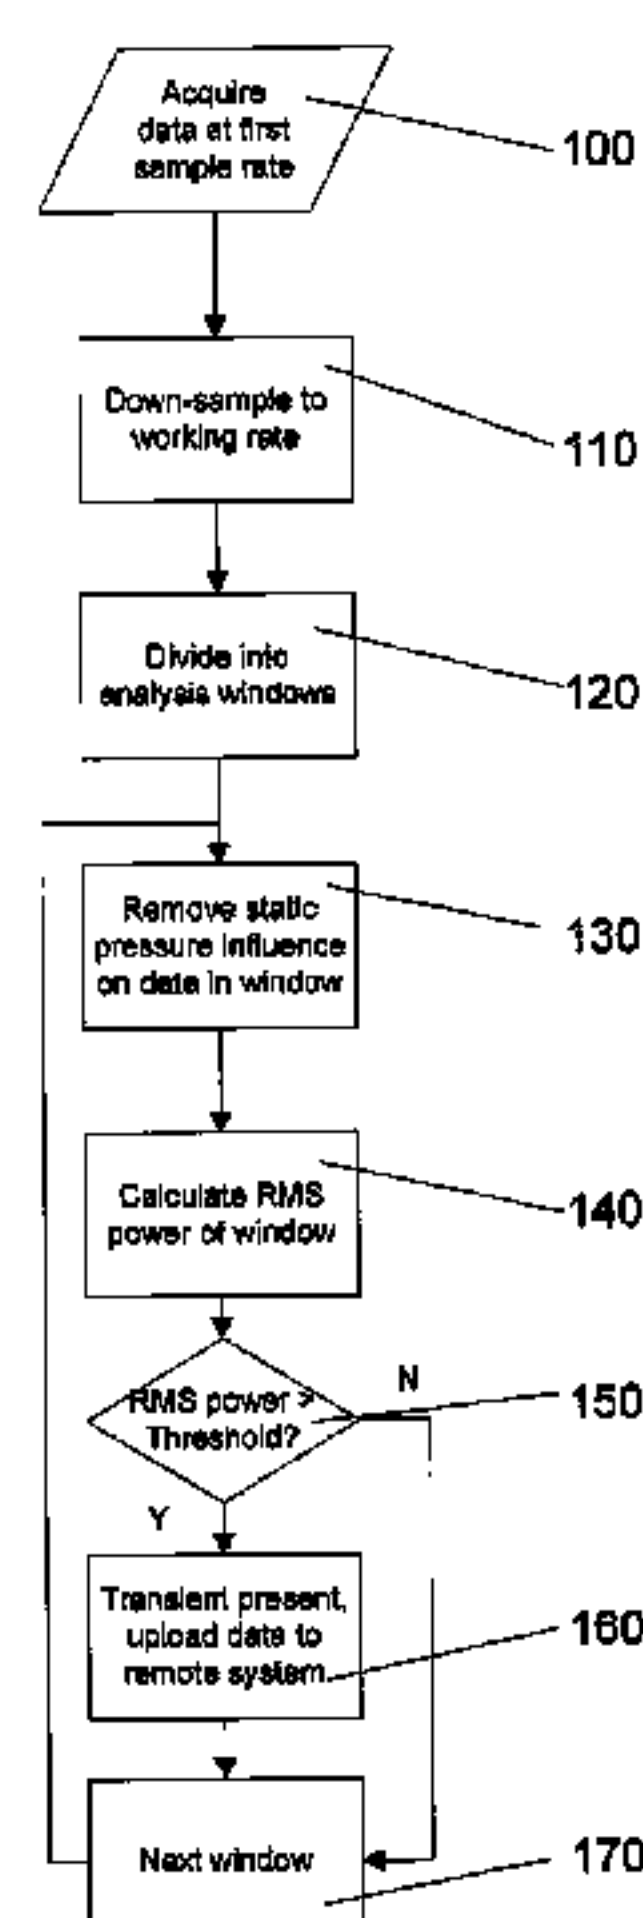 Acquire
data at first
sample rate
100
Down-sample to
working rate
110
Divide into
analysis windows
120
Remove static
pressure influence
on data in window
130
Calculate RMS
power of window
140
RMS power >
Threshold?
N
150
Y
Transient present,
upload data to
remote system.
160
Next window
170